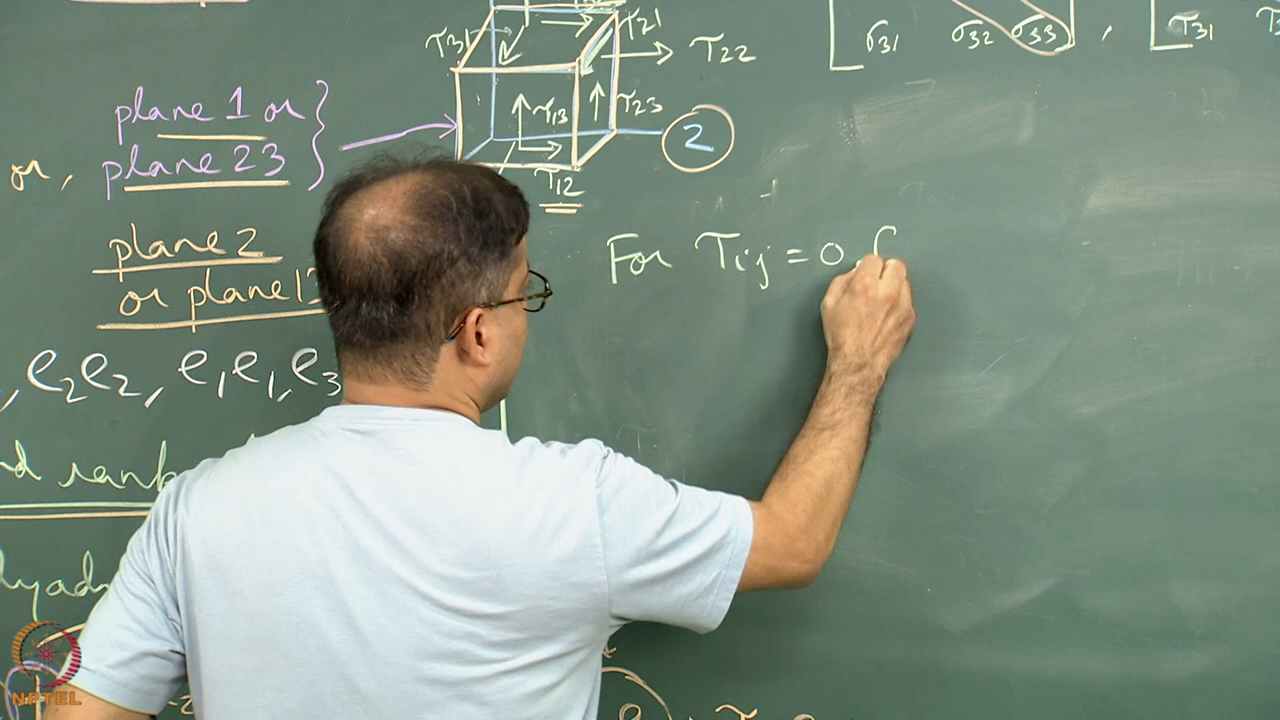 τ31
τ21
τ22
τ13
τ23
2
τ12
σ31 σ32 σ33 , τ31
plane 1 or
or, plane 23
plane 2
or plane 1
For τij = 0
, e2e2, e1e1, e3
NPTEL